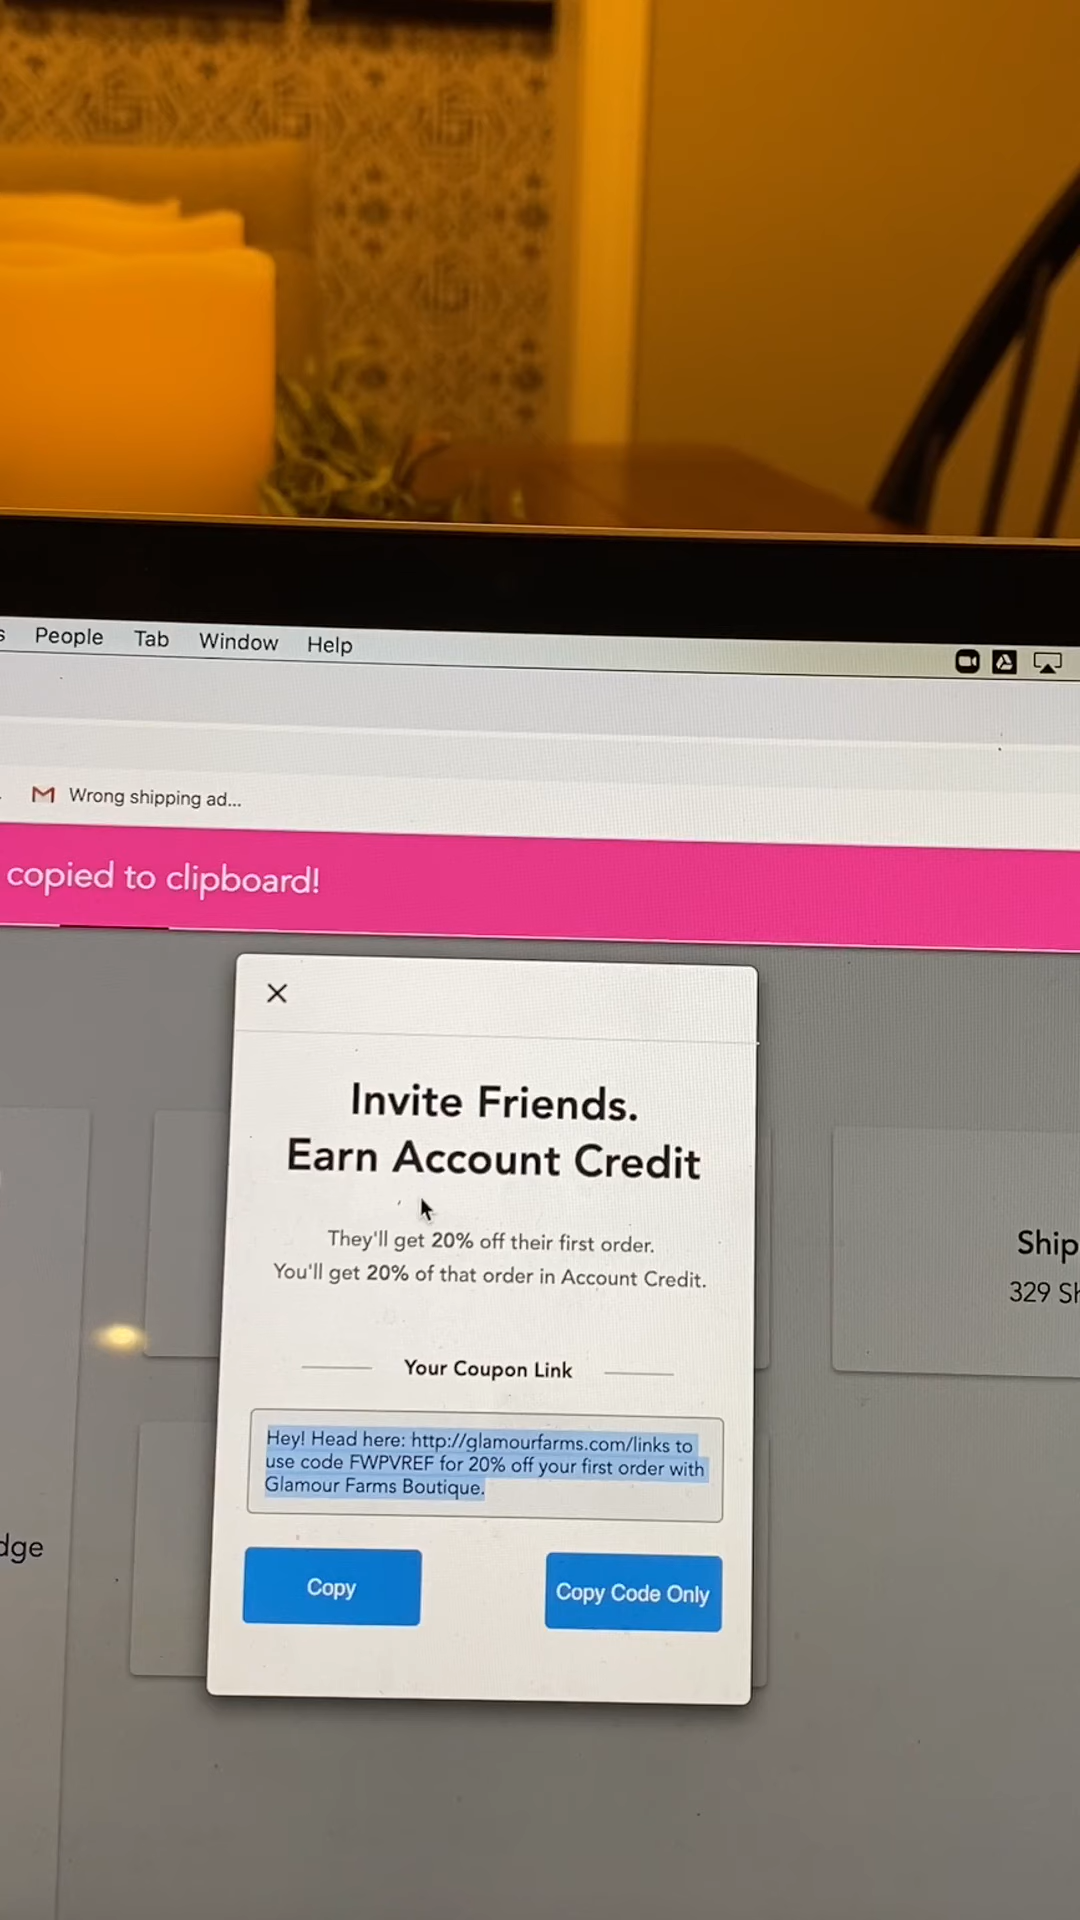 People Tab Window Help
Wrong shipping ad...
copied to clipboard!
Invite Friends.
Earn Account Credit
They'll get 20% off their first order.
You'll get 20% of that order in Account Credit.
Your Coupon Link
Hey! Head here: http://glamourfarms.com/links to
use code FWPVREF for 20% off your first order with
Glamour Farms Boutique.
Copy
Copy Code Only
Ship
329 Sh
dge